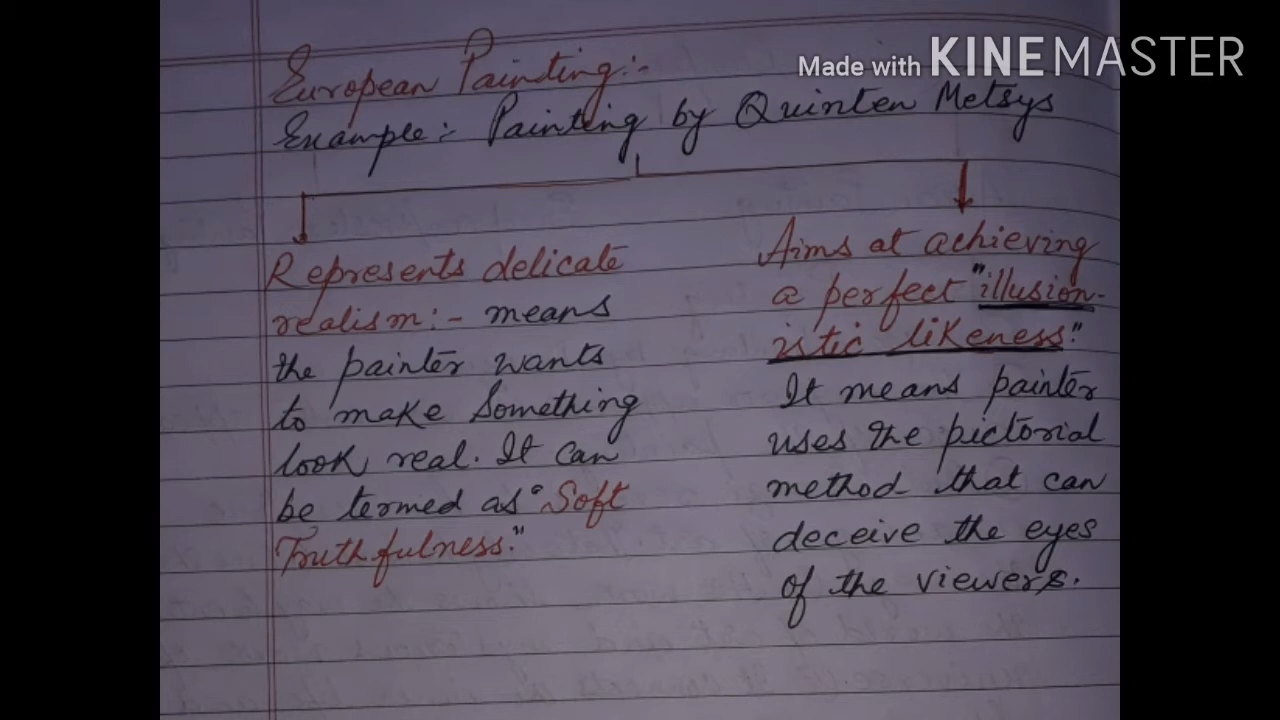 Made with KINEMASTER
European Painting:-
Example:- Painting by Quinten Metsys
Represents delicate
realism:- means
the painter wants
to make Something
look real. It can
be termed as "Soft
Truthfulness."
Aims at achieving
a perfect "illusion-
istic likeness."
It means painter
uses the pictorial
method that can
deceive the eyes
of the viewers.